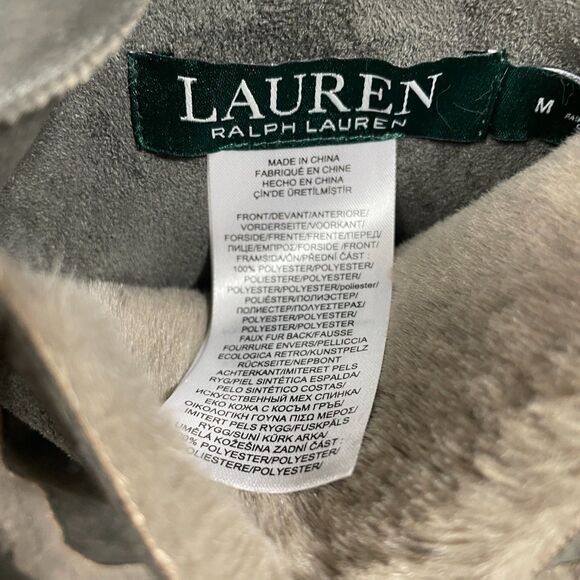 LAUREN
RALPH LAUREN
M
MADE IN CHINA
FABRIQUÉ EN CHINE
HECHO EN CHINA
ÇİN'DE ÜRETİLMİŞTİR
FRONT/DEVANT/ANTERIORE/
VORDERSEITE/VOORKANT/
FORSIDE/FRENTE/FRENTE/ПЕРЕД/
ЛИЦЕ/ΕΜΠΡΟΣ/FORSIDE /FRONT/
FRAMSIDA/ÖN/PŘEDNÍ ČÁST :
100% POLYESTER/POLYESTER/
POLIESTERE/POLYESTER/
POLYESTER/POLYESTER/poliester/
POLIÉSTER/ПОЛИЭСТЕР/
ПОЛИЕСТЕР/ΠΟΛΥΕΣΤΕΡΑΣ/
POLYESTER/POLYESTER/
POLYESTER/POLYESTER
FAUX FUR BACK/FAUSSE
FOURRURE ENVERS/PELLICCIA
ECOLOGICA RETRO/KUNSTPELZ
RÜCKSEITE/NEPBONT
ACHTERKANT/IMITERET PELS
RYG/PIEL SINTÉTICA ESPALDA/
PELO SINTÉTICO COSTAS/
ИСКУССТВЕННЫЙ МЕХ СПИНКА/
ЕКО КОЖА С КОСЪМ ГРЪБ/
ΟΙΚΟΛΟΓΙΚΗ ΓΟΥΝΑ ΠΙΣΩ ΜΕΡΟΣ/
IMITERT PELS RYGG/FUSKPÄLS
RYGG/SUNİ KÜRK ARKA/
UMĚLÁ KOŽEŠINA ZADNÍ ČÁST :
POLYESTER/POLYESTER/
POLIESTERE/POLYESTER/